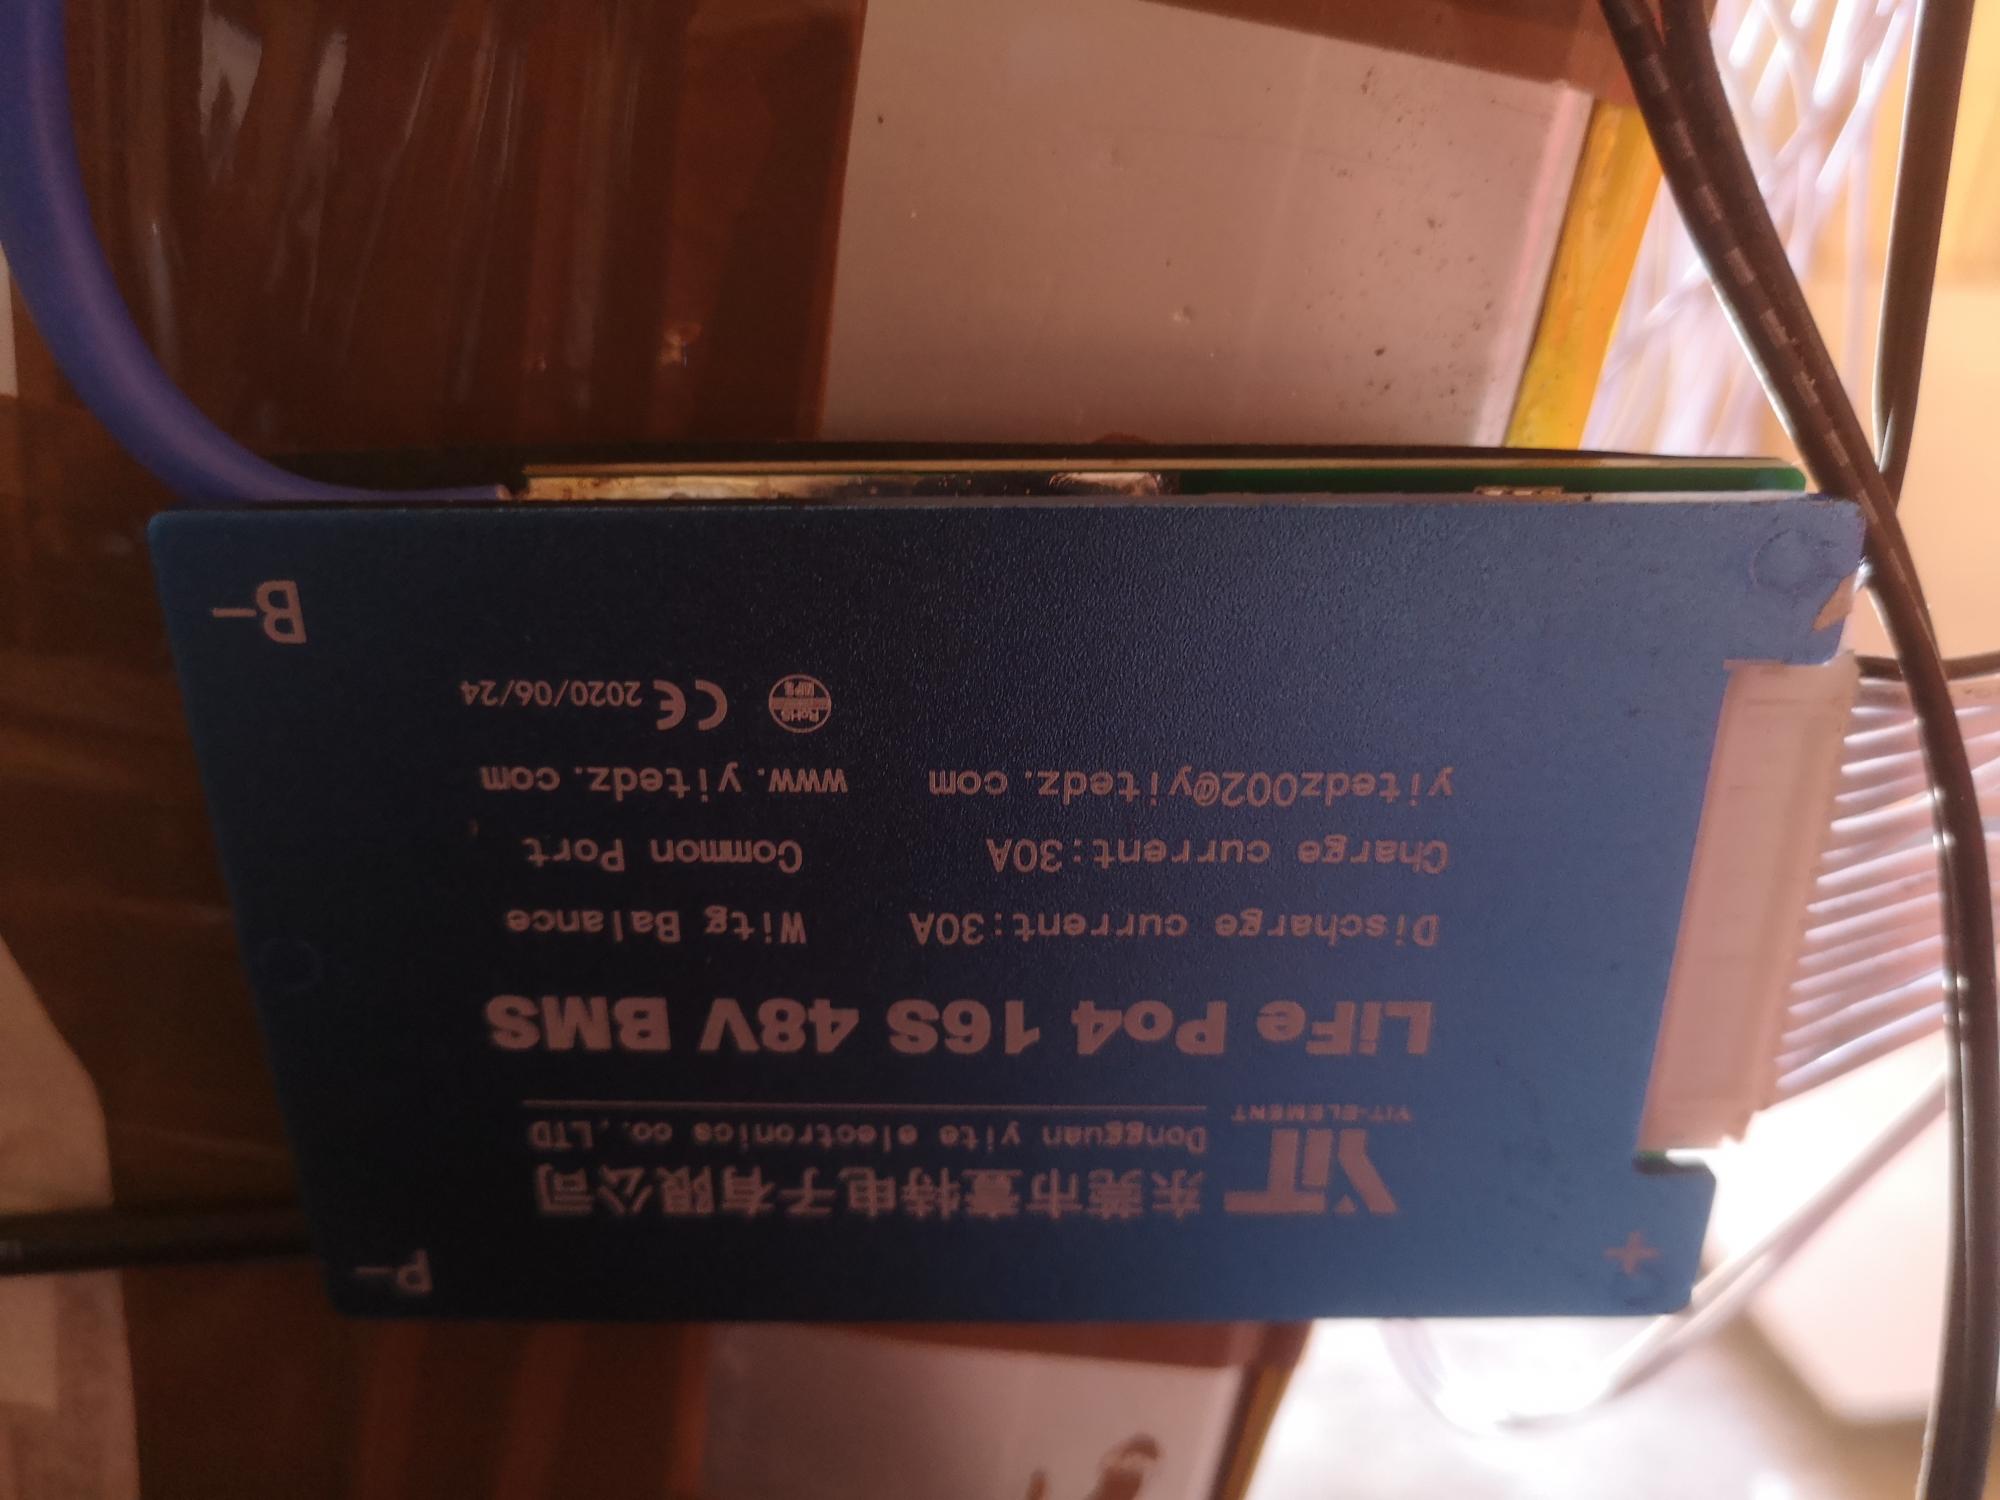 P-
+
YiT
YIT-ELEMENT
东莞市壹特电子有限公司
Dongguan yite electronics co.,LTD
LiFe Po4 16S 48V BMS
Discharge current:30A Witg Balance
Charge current:30A Common Port
yitedz002@yitedz.com www.yitedz.com
RoHS CE 2020/06/24
B-